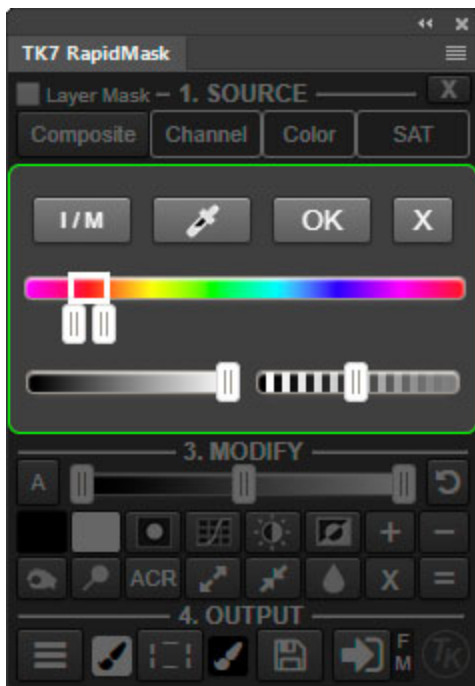 TK7 RapidMask
Layer Mask – 1. SOURCE X
Composite Channel Color SAT
I / M OK X
3. MODIFY
A
+ −
ACR X =
4. OUTPUT
F
M TK